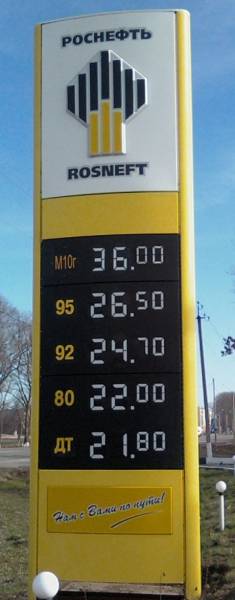 РОСНЕФТЬ
ROSNEFT
М10г 36.00
95 26.50
92 24.70
80 22.00
ДТ 21.80
Нам с Вами по пути!